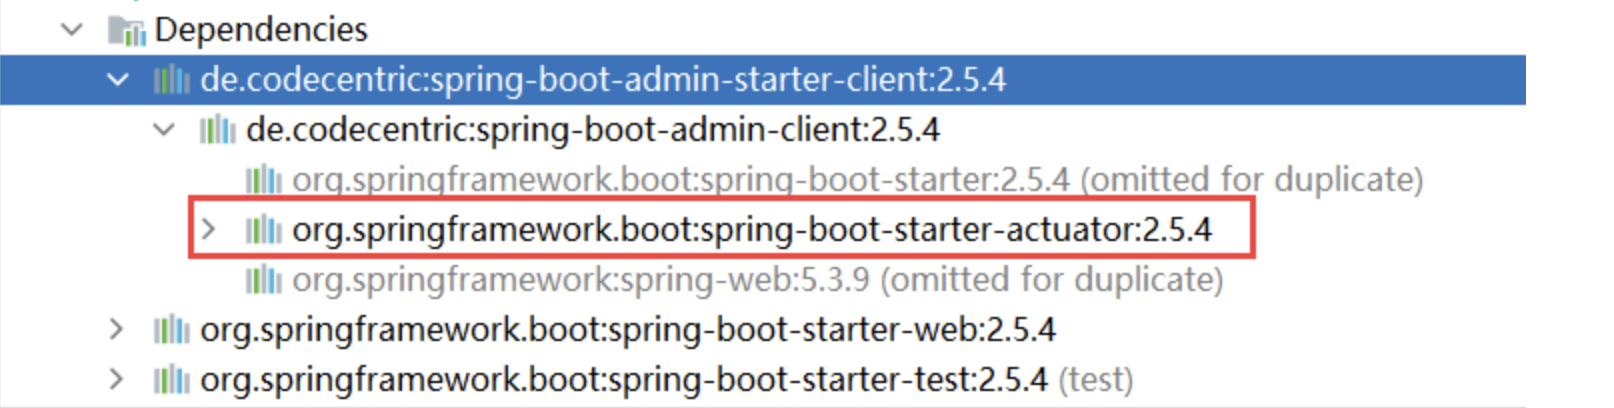 Dependencies
de.codecentric:spring-boot-admin-starter-client:2.5.4
de.codecentric:spring-boot-admin-client:2.5.4
org.springframework.boot:spring-boot-starter:2.5.4 (omitted for duplicate)
org.springframework.boot:spring-boot-starter-actuator:2.5.4
org.springframework:spring-web:5.3.9 (omitted for duplicate)
org.springframework.boot:spring-boot-starter-web:2.5.4
org.springframework.boot:spring-boot-starter-test:2.5.4 (test)